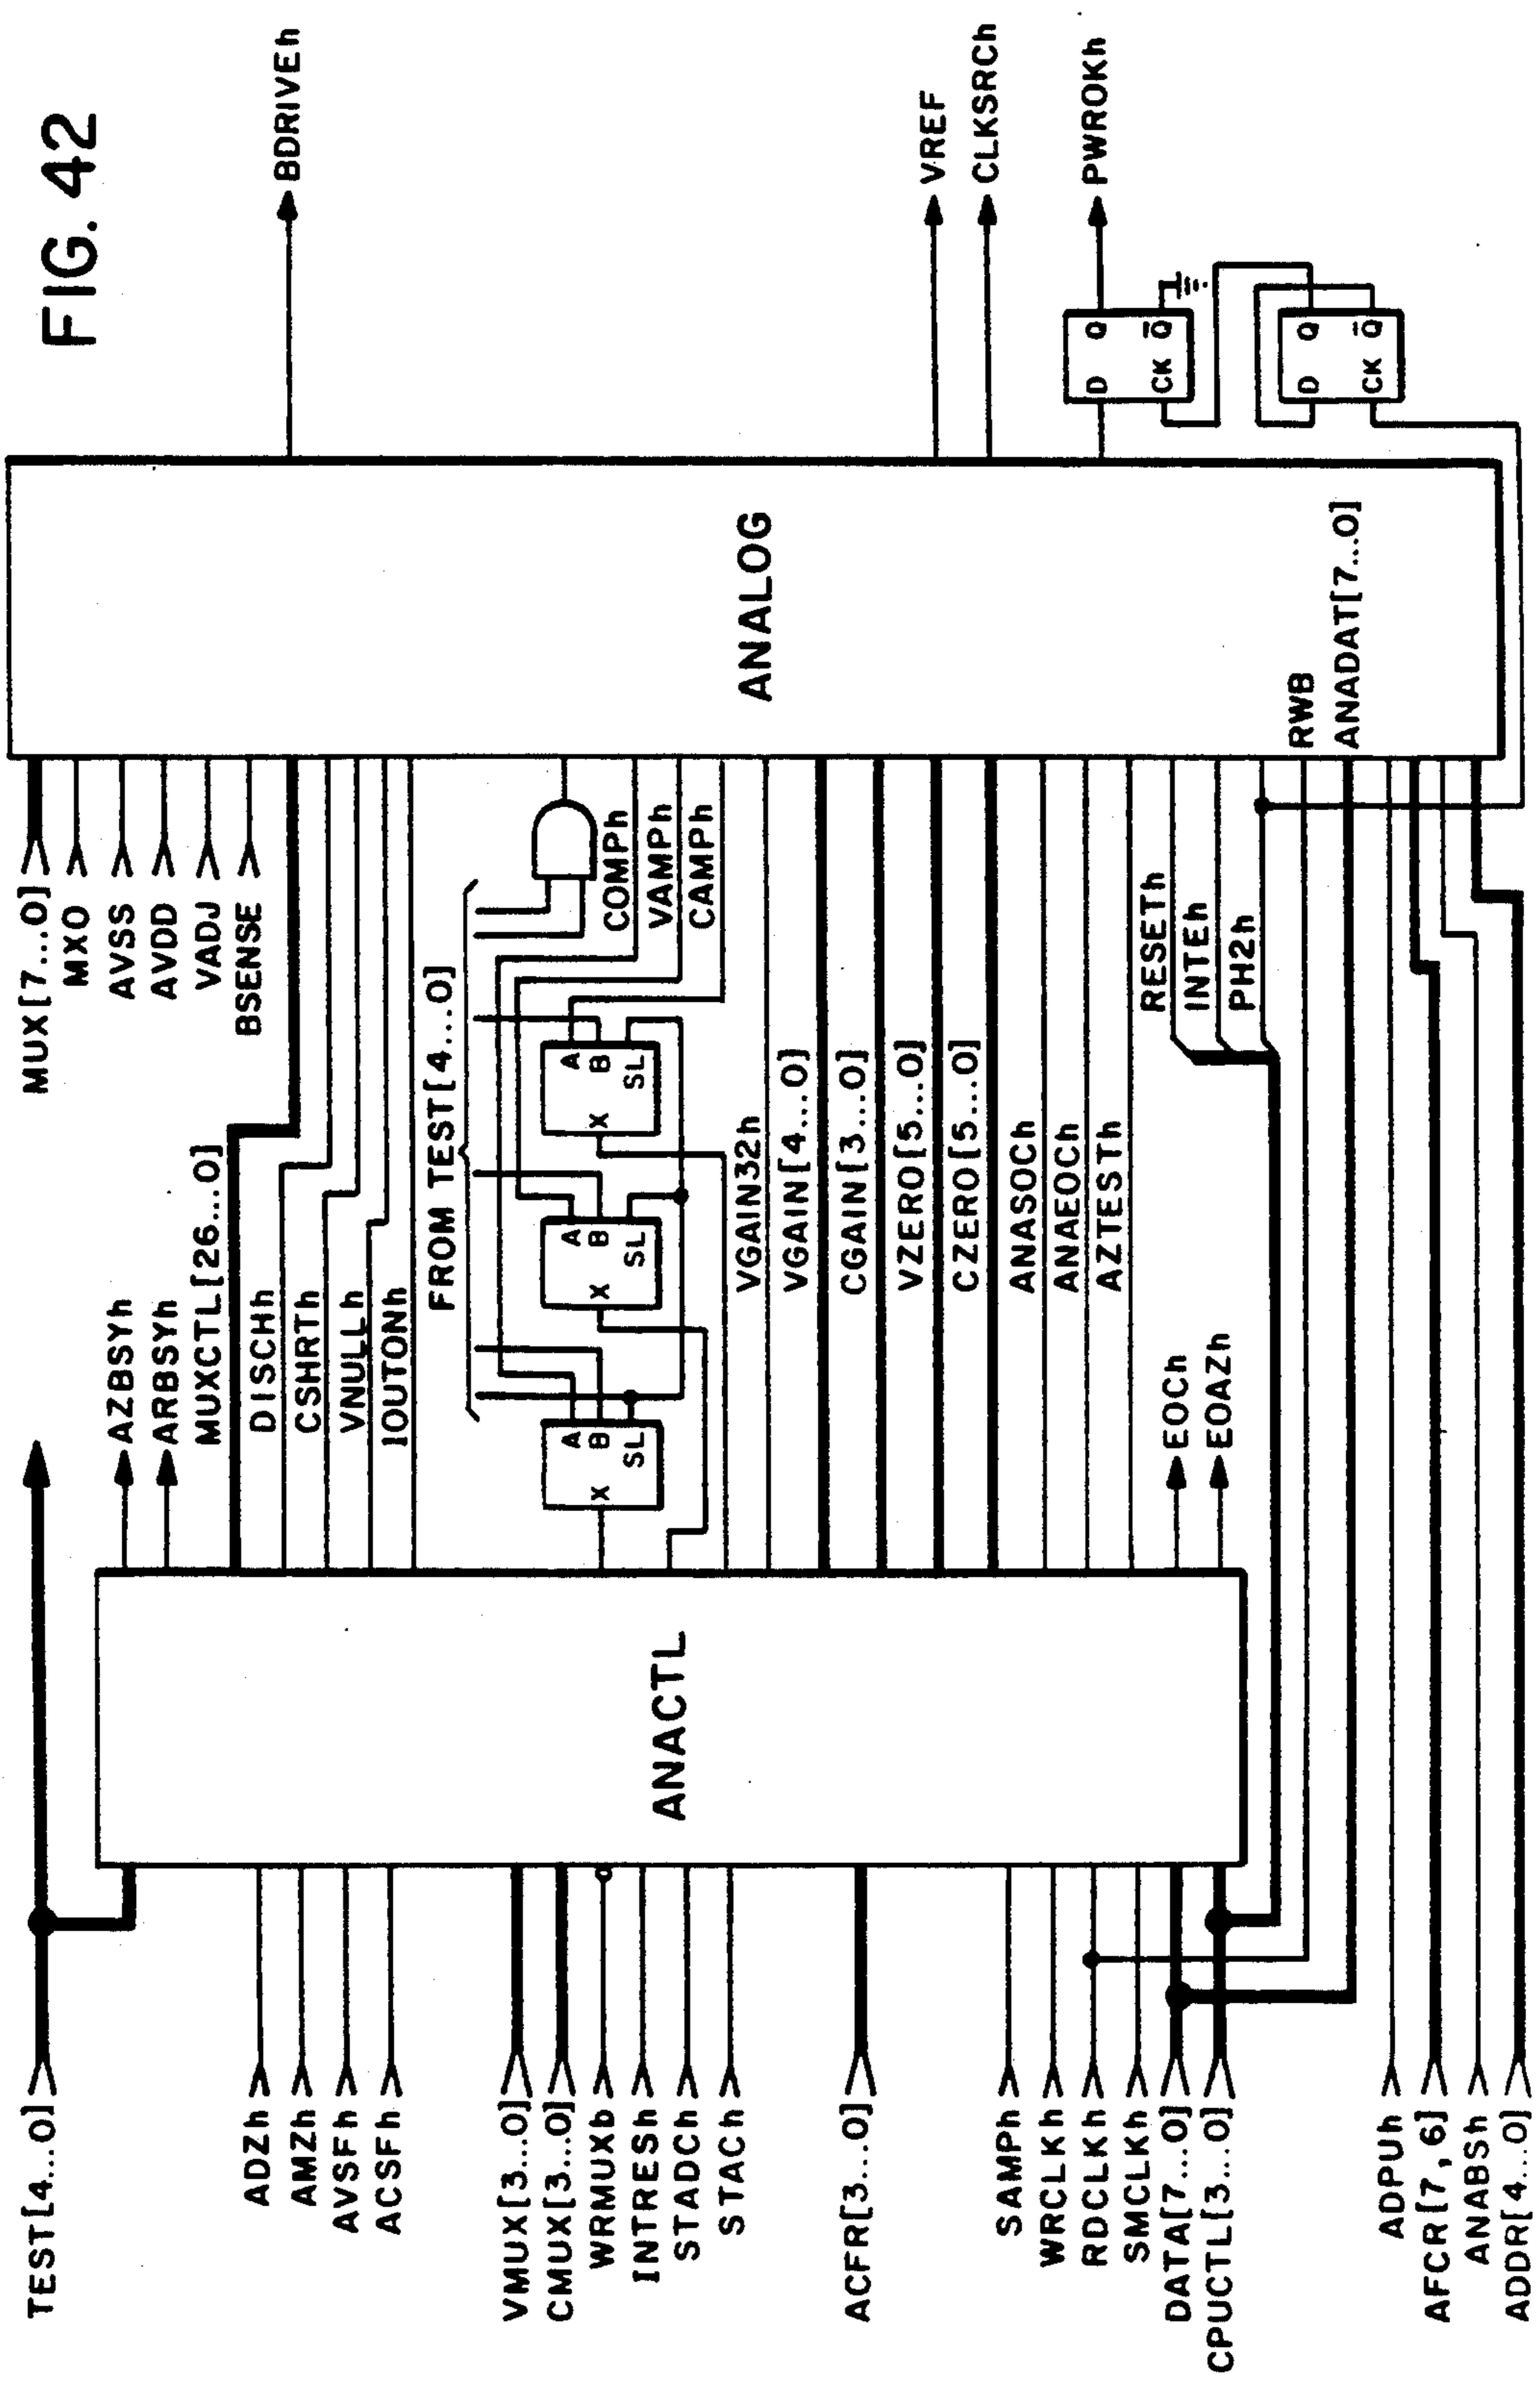 FIG. 42
TEST[4...0]
ADZh
AMZh
AVSFh
ACSFh
VMUX[3...0]
CMUX[3...0]
WRMUXb
INTRESh
STADCh
STACh
ACFR[3...0]
SAMPh
WRCLKh
RDCLKh
SMCLKh
DATA[7...0]
CPUCTL[3...0]
ADPUh
AFCR[7,6]
ANABSh
ADDR[4...0]
ANACTL
AZBSYh
ARBSYh
MUXCTL[26...0]
DISCHh
CSHRTh
VNULLh
IOUTONh
FROM TEST[4...0]
X A B SL
X A B SL
X A B SL
COMPh
VAMPh
CAMPh
VGAIN32h
VGAIN[4...0]
CGAIN[3...0]
VZERO[5...0]
CZERO[5...0]
ANASOCh
ANAEOCh
AZTESTh
EOCh
EOAZh
RESETh
INTEh
PH2h
MUX[7...0]
MXO
AVSS
AVDD
VADJ
BSENSE
ANALOG
RWB
ANADAT[7...0]
BDRIVEh
VREF
CLKSRCh
PWROKh
D Q
CK Q̅
D Q
CK Q̅